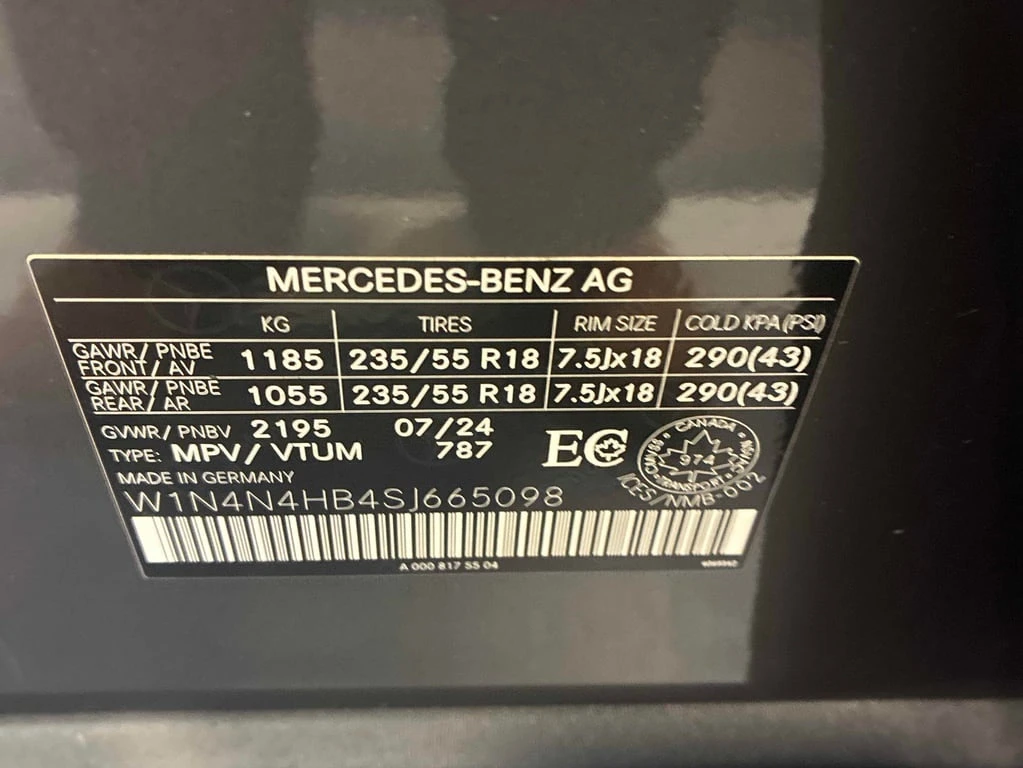 MERCEDES-BENZ AG
KG TIRES RIM SIZE COLD KPA (PSI)
GAWR/ PNBE FRONT/ AV 1185 235/55 R18 7.5Jx18 290(43)
GAWR/ PNBE REAR/ AR 1055 235/55 R18 7.5Jx18 290(43)
GVWR/ PNBV 2195 07/24
TYPE: MPV/ VTUM 787
EC
CANADA
974
TRANSPORT
ICES/NMB-002
MADE IN GERMANY
W1N4N4HB4SJ665098
A 000 817 55 04